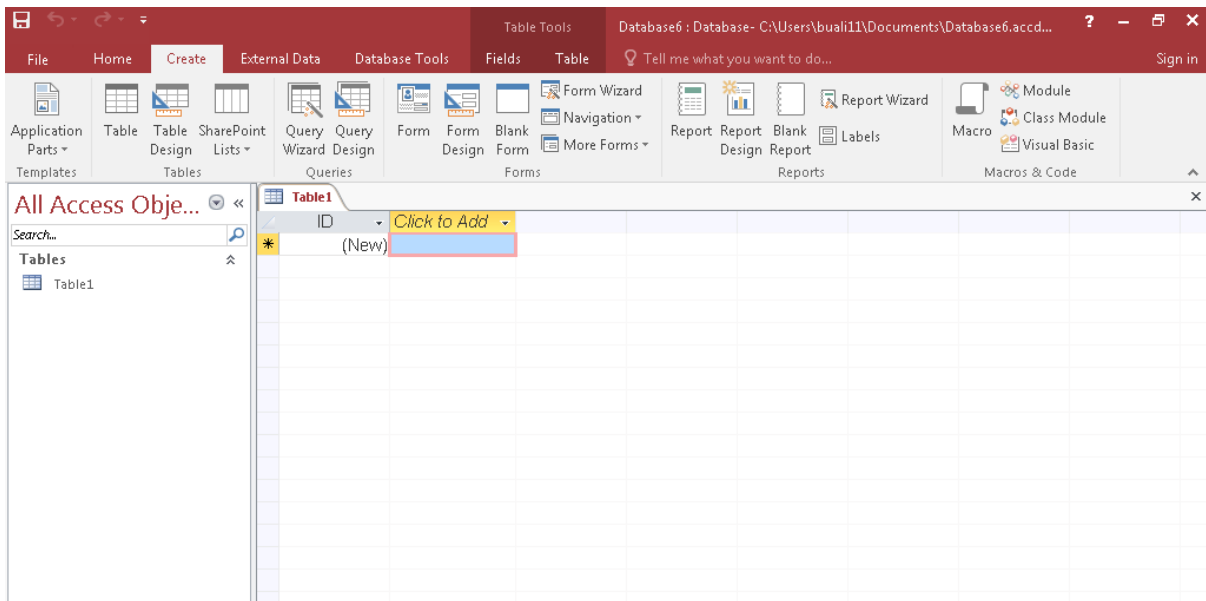 Table Tools Database6 : Database- C:\Users\buali11\Documents\Database6.accd... ?
File Home Create External Data Database Tools Fields Table Tell me what you want to do... Sign in
Application Parts
Table
Table Design
SharePoint Lists
Query Wizard
Query Design
Form
Form Design
Blank Form
Form Wizard
Navigation
More Forms
Report
Report Design
Blank Report
Report Wizard
Labels
Macro
Module
Class Module
Visual Basic
Templates Tables Queries Forms Reports Macros & Code
All Access Obje... «
Search...
Tables
Table1
Table1
ID Click to Add
* (New)